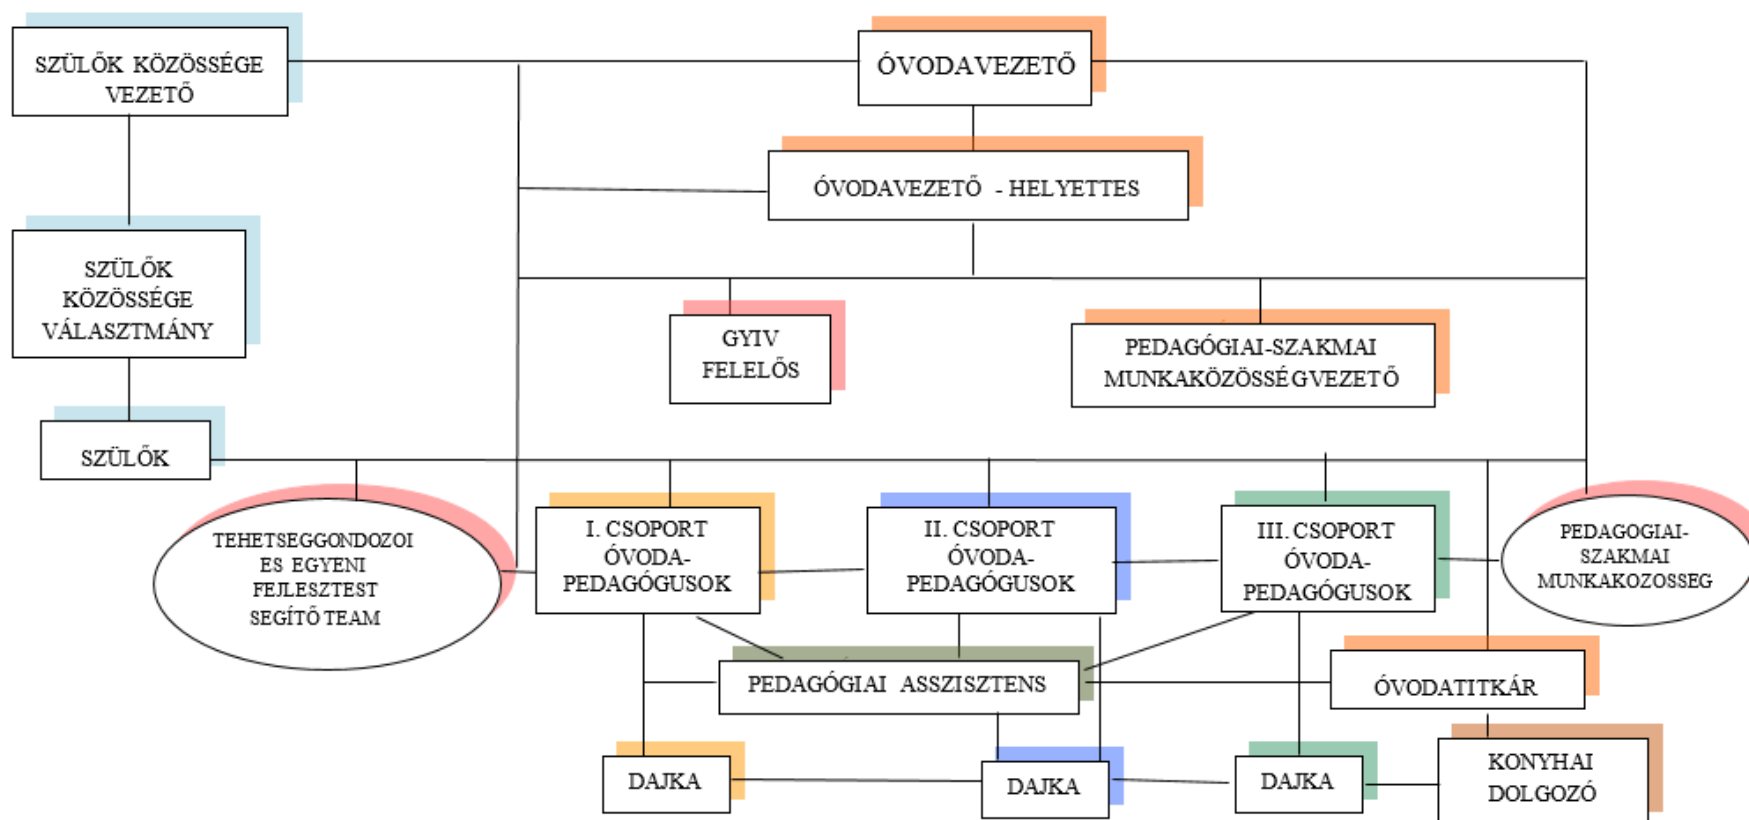 SZÜLŐK KÖZÖSSÉGE
VEZETŐ
ÓVODAVEZETŐ
ÓVODAVEZETŐ - HELYETTES
SZÜLŐK
KÖZÖSSÉGE
VÁLASZTMÁNY
GYIV
FELELŐS
PEDAGÓGIAI-SZAKMAI
MUNKAKÖZÖSSÉGVEZETŐ
SZÜLŐK
TEHETSEGGONDOZOI
ES EGYENI
FEJLESZTEST
SEGÍTŐ TEAM
I. CSOPORT
ÓVODA-
PEDAGÓGUSOK
II. CSOPORT
ÓVODA-
PEDAGÓGUSOK
III. CSOPORT
ÓVODA-
PEDAGÓGUSOK
PEDAGOGIAI-
SZAKMAI
MUNKAKOZOSSEG
PEDAGÓGIAI ASSZISZTENS
ÓVODATITKÁR
DAJKA
DAJKA
DAJKA
KONYHAI
DOLGOZÓ